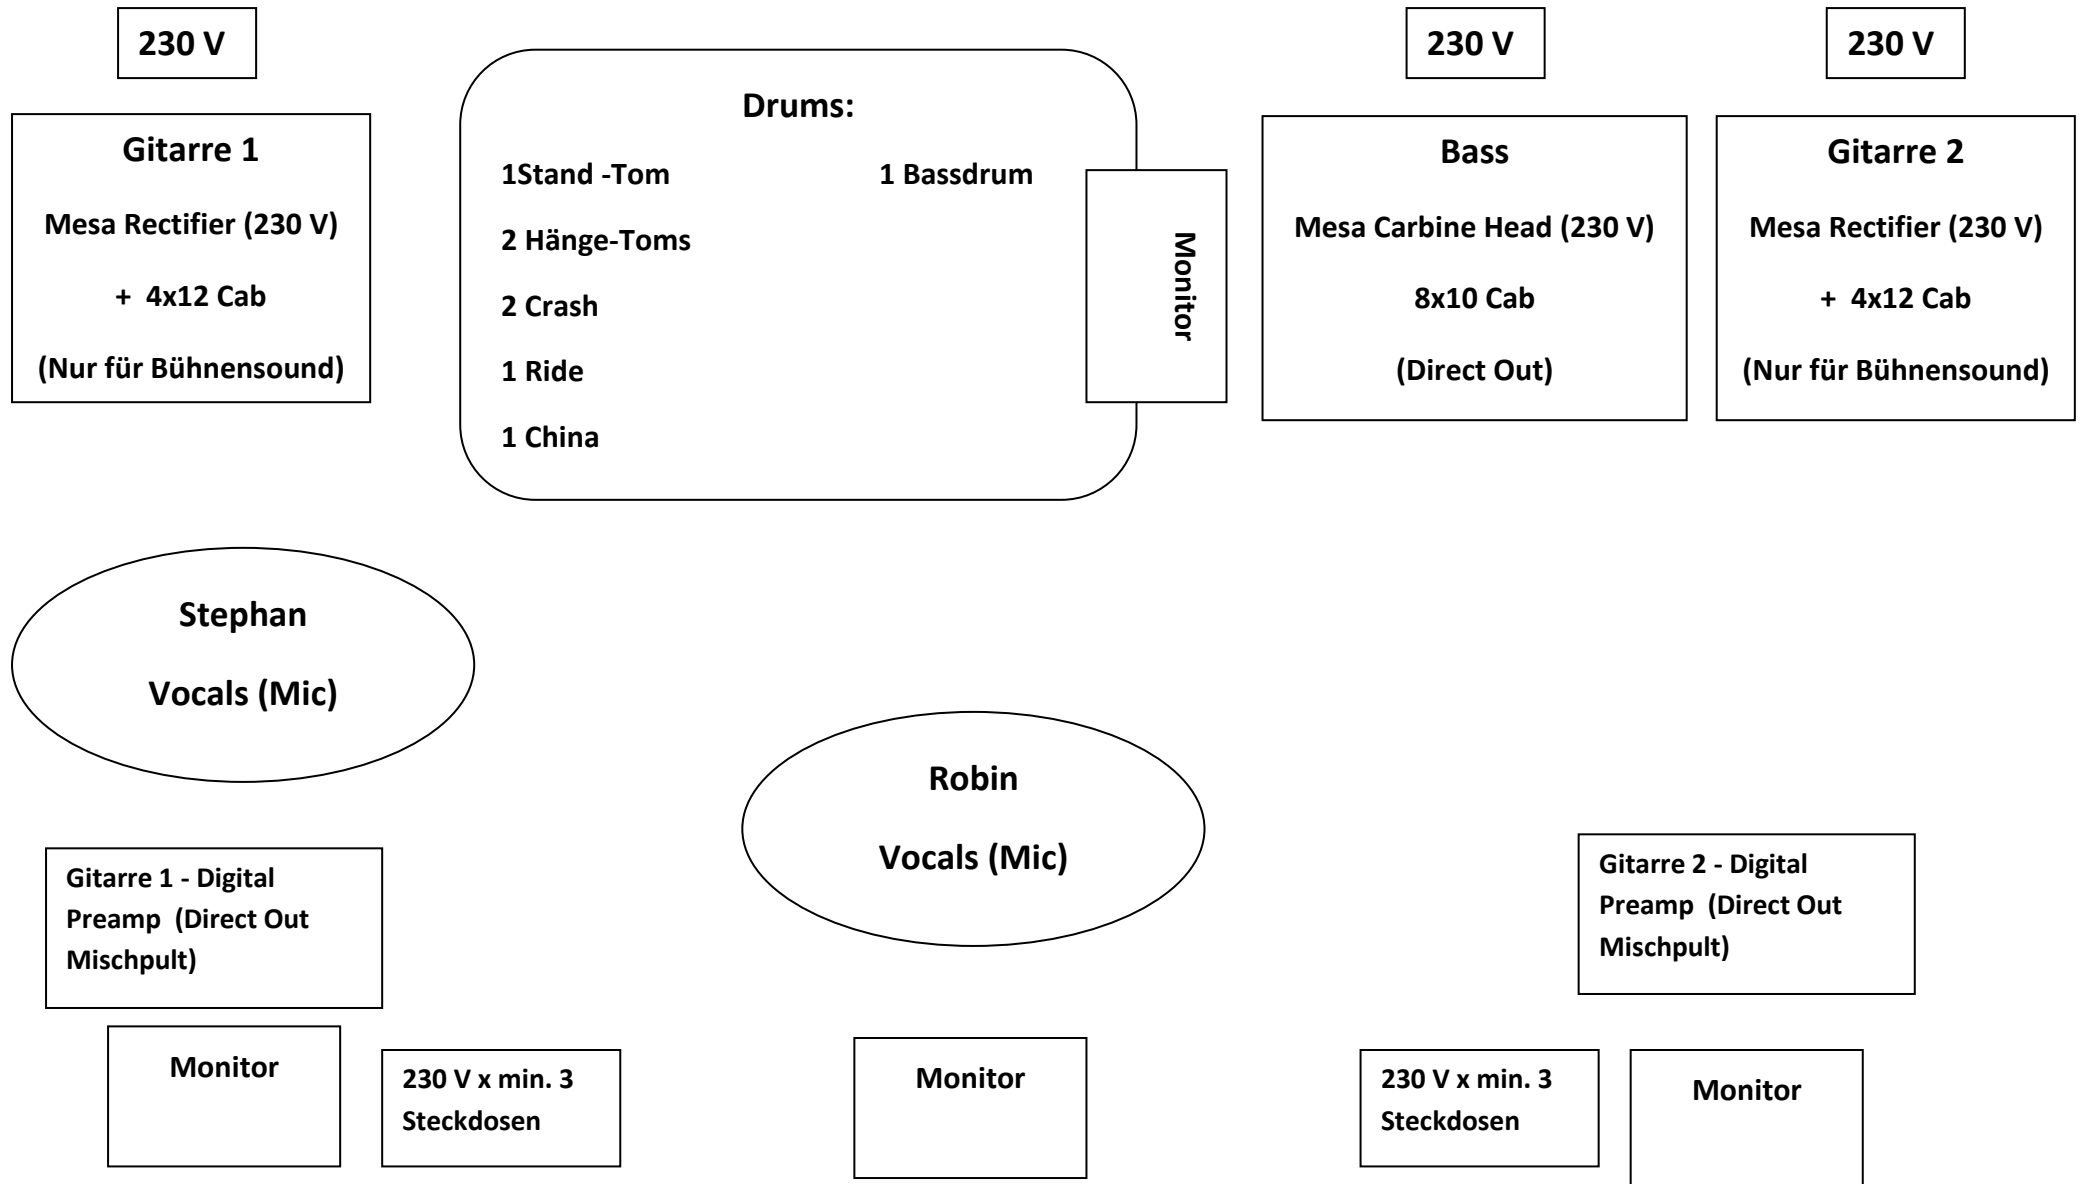 230 V
230 V
230 V
Gitarre 1
Mesa Rectifier (230 V)
+ 4x12 Cab
(Nur für Bühnensound)
Drums:
1Stand -Tom
1 Bassdrum
2 Hänge-Toms
2 Crash
1 Ride
1 China
Monitor
Bass
Mesa Carbine Head (230 V)
8x10 Cab
(Direct Out)
Gitarre 2
Mesa Rectifier (230 V)
+ 4x12 Cab
(Nur für Bühnensound)
Stephan
Vocals (Mic)
Robin
Vocals (Mic)
Gitarre 1 - Digital
Preamp (Direct Out
Mischpult)
Gitarre 2 - Digital
Preamp (Direct Out
Mischpult)
Monitor
230 V x min. 3
Steckdosen
Monitor
230 V x min. 3
Steckdosen
Monitor